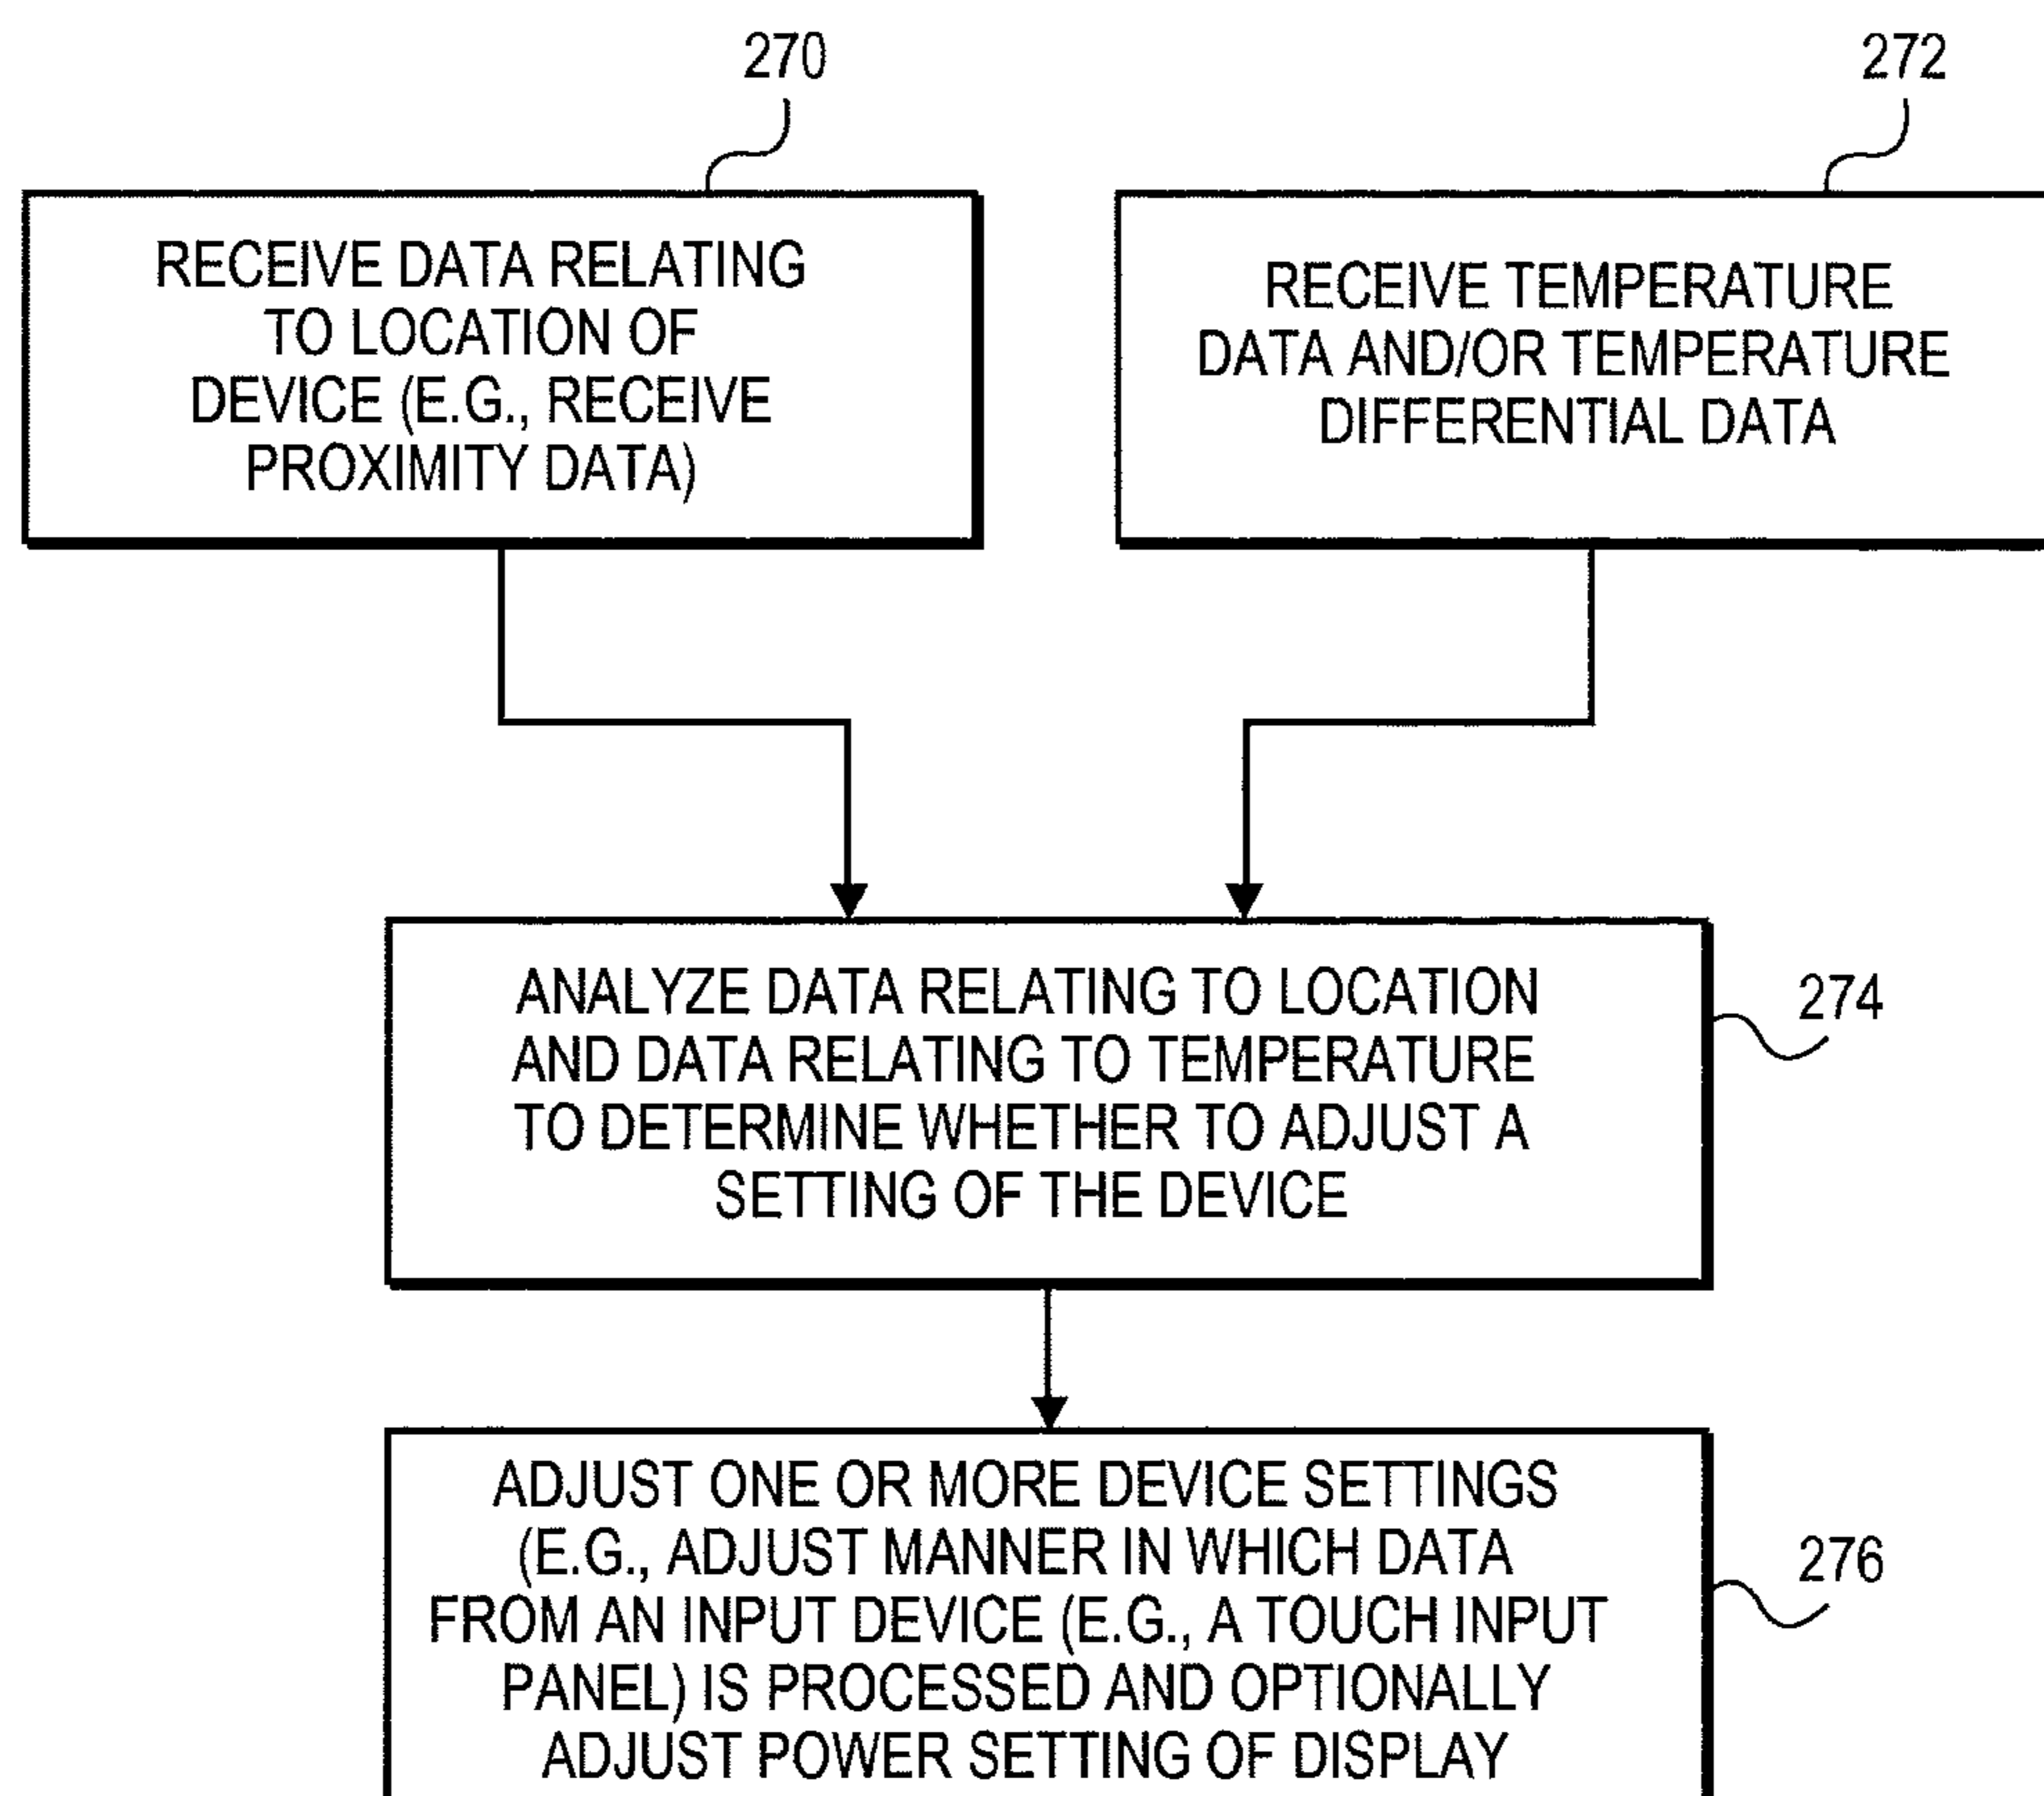 270
272
RECEIVE DATA RELATING
TO LOCATION OF
DEVICE (E.G., RECEIVE
PROXIMITY DATA)
RECEIVE TEMPERATURE
DATA AND/OR TEMPERATURE
DIFFERENTIAL DATA
ANALYZE DATA RELATING TO LOCATION
AND DATA RELATING TO TEMPERATURE
TO DETERMINE WHETHER TO ADJUST A
SETTING OF THE DEVICE
274
ADJUST ONE OR MORE DEVICE SETTINGS
(E.G., ADJUST MANNER IN WHICH DATA
FROM AN INPUT DEVICE (E.G., A TOUCH INPUT
PANEL) IS PROCESSED AND OPTIONALLY
ADJUST POWER SETTING OF DISPLAY
276